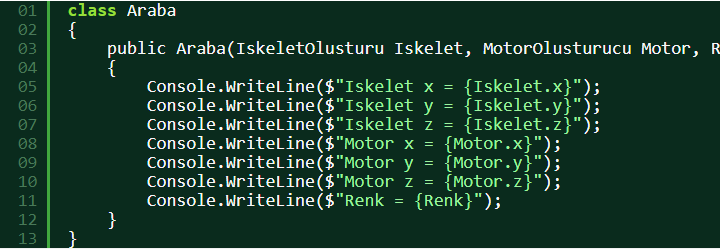 01 class Araba
02 {
03     public Araba(IskeletOlusturu Iskelet, MotorOlusturucu Motor, R
04     {
05         Console.WriteLine($"Iskelet x = {Iskelet.x}");
06         Console.WriteLine($"Iskelet y = {Iskelet.y}");
07         Console.WriteLine($"Iskelet z = {Iskelet.z}");
08         Console.WriteLine($"Motor x = {Motor.x}");
09         Console.WriteLine($"Motor y = {Motor.y}");
10         Console.WriteLine($"Motor z = {Motor.z}");
11         Console.WriteLine($"Renk = {Renk}");
12     }
13 }